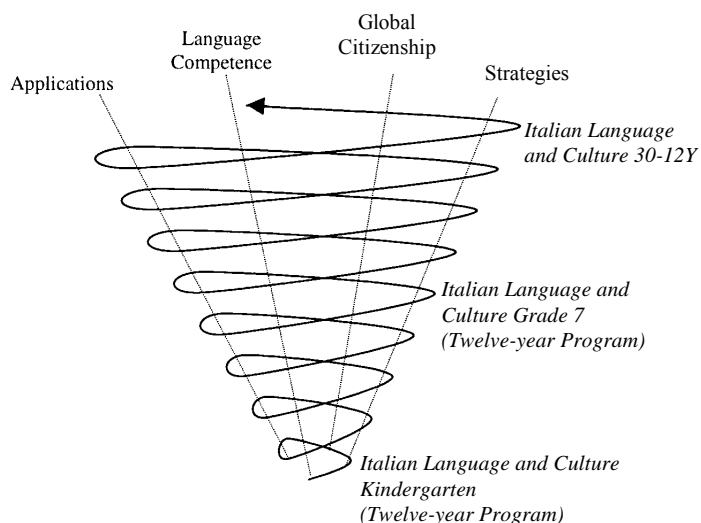 Applications
Language
Competence
Global
Citizenship
Strategies
Italian Language
and Culture 30-12Y
Italian Language and
Culture Grade 7
(Twelve-year Program)
Italian Language and Culture
Kindergarten
(Twelve-year Program)